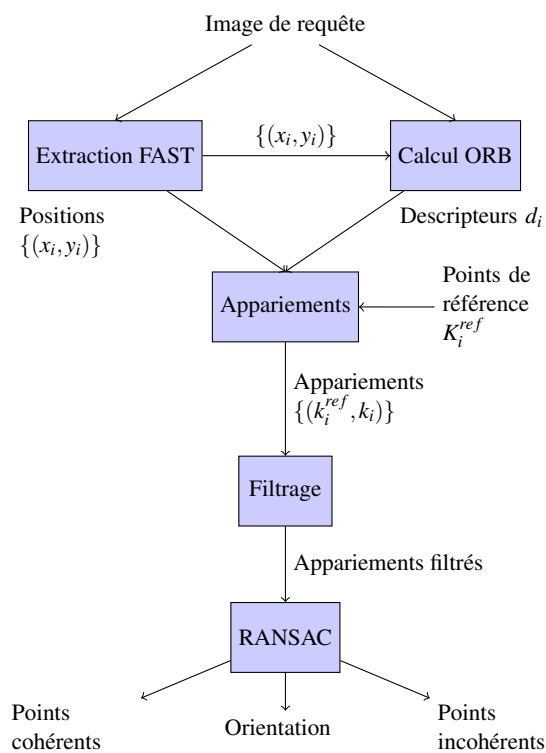 Image de requête
{(x_i, y_i)}
Extraction FAST
Calcul ORB
Positions
{(x_i, y_i)}
Descripteurs d_i
Appariements
Points de
référence
K_i^{ref}
Appariements
{(k_i^{ref}, k_i)}
Filtrage
Appariements filtrés
RANSAC
Points
cohérents
Orientation
Points
incohérents